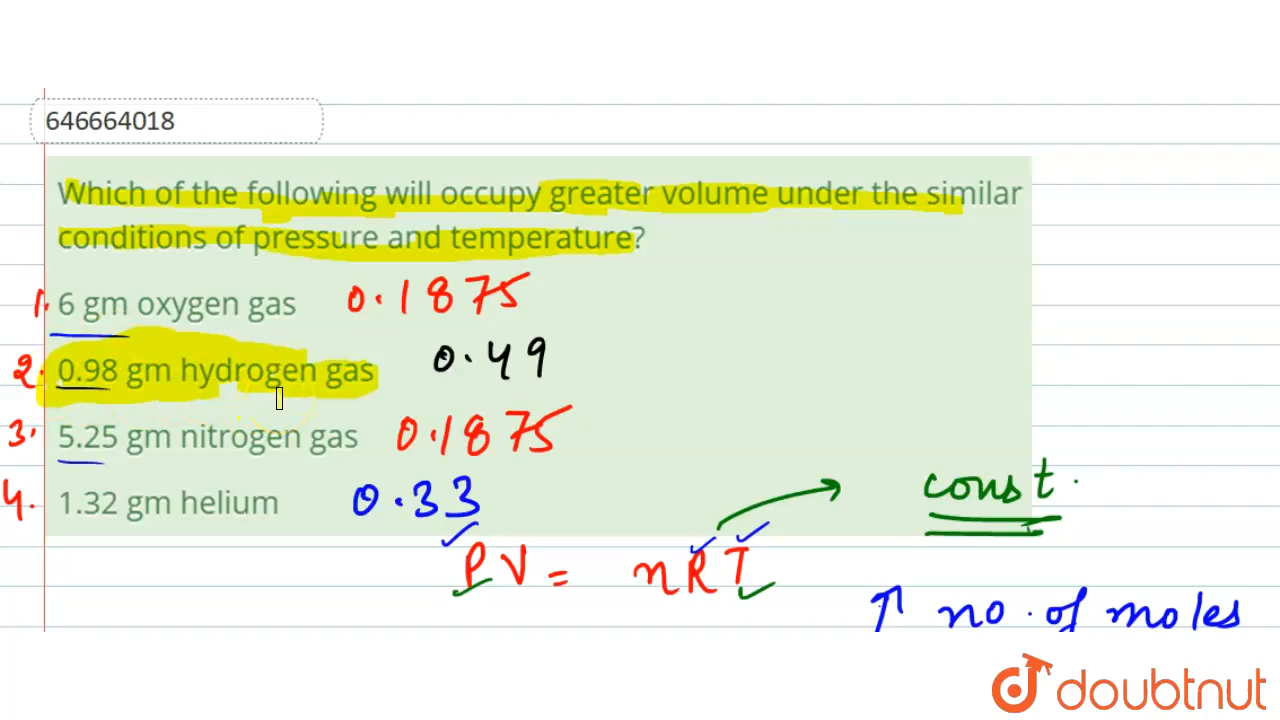 646664018
Which of the following will occupy greater volume under the similar
conditions of pressure and temperature?
1. 6 gm oxygen gas 0.1875
2. 0.98 gm hydrogen gas 0.49
3. 5.25 gm nitrogen gas 0.1875
4. 1.32 gm helium 0.33
const.
PV = nRT
↑ no. of moles
doubtnut